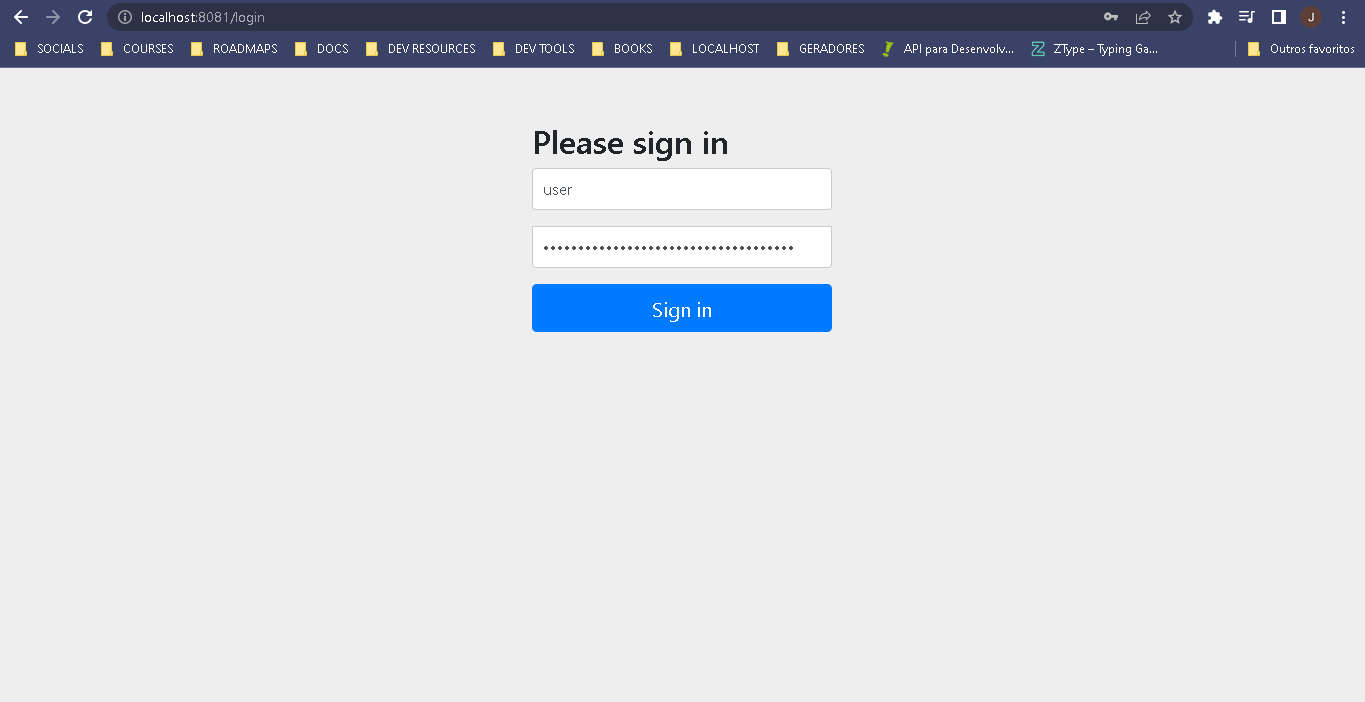 localhost:8081/login
J
SOCIALS COURSES ROADMAPS DOCS DEV RESOURCES DEV TOOLS BOOKS LOCALHOST GERADORES API para Desenvolv... ZType – Typing Ga... Outros favoritos
Please sign in
user
••••••••••••••••••••••••••••••••••••
Sign in